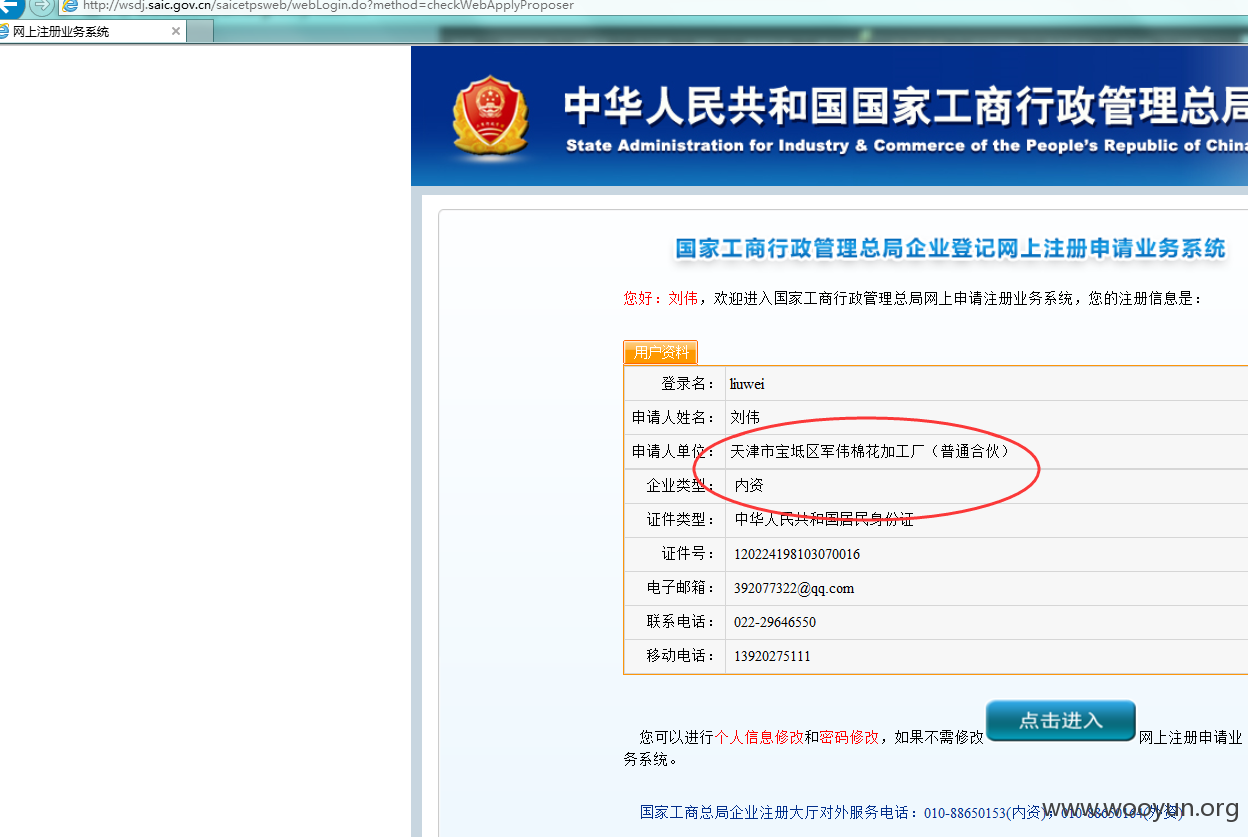 http://wsdj.saic.gov.cn/saicetpsweb/webLogin.do?method=checkWebApplyProposer
网上注册业务系统
中华人民共和国国家工商行政管理总局
State Administration for Industry & Commerce of the People's Republic of China
国家工商行政管理总局企业登记网上注册申请业务系统
您好：刘伟，欢迎进入国家工商行政管理总局网上申请注册业务系统，您的注册信息是：
用户资料
登录名： liuwei
申请人姓名： 刘伟
申请人单位： 天津市宝坻区军伟棉花加工厂（普通合伙）
企业类型： 内资
证件类型： 中华人民共和国居民身份证
证件号： 120224198103070016
电子邮箱： 392077322@qq.com
联系电话： 022-29646550
移动电话： 13920275111
您可以进行个人信息修改和密码修改，如果不需修改 点击进入 网上注册申请业
务系统。
国家工商总局企业注册大厅对外服务电话：010-88650153(内资)，010-88650164(外资)
www.wooyun.org